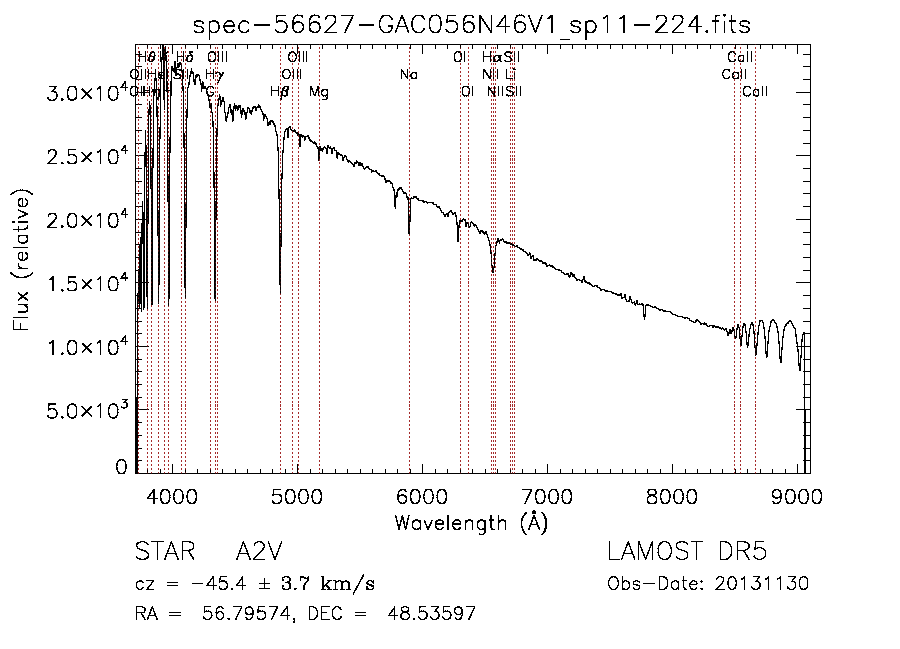 spec-56627-GAC056N46V1_sp11-224.fits
Hδ OIII OIII OI Hα SII CaII
OIII Hγ OIII Na NII Li CaII
G Hβ Mg OI NII SII CaII
3.0×10⁴
2.5×10⁴
2.0×10⁴
1.5×10⁴
1.0×10⁴
5.0×10³
0
Flux (relative)
4000 5000 6000 7000 8000 9000
Wavelength (Å)
STAR A2V LAMOST DR5
cz = −45.4 ± 3.7 km/s Obs−Date: 20131130
RA = 56.79574, DEC = 48.53597